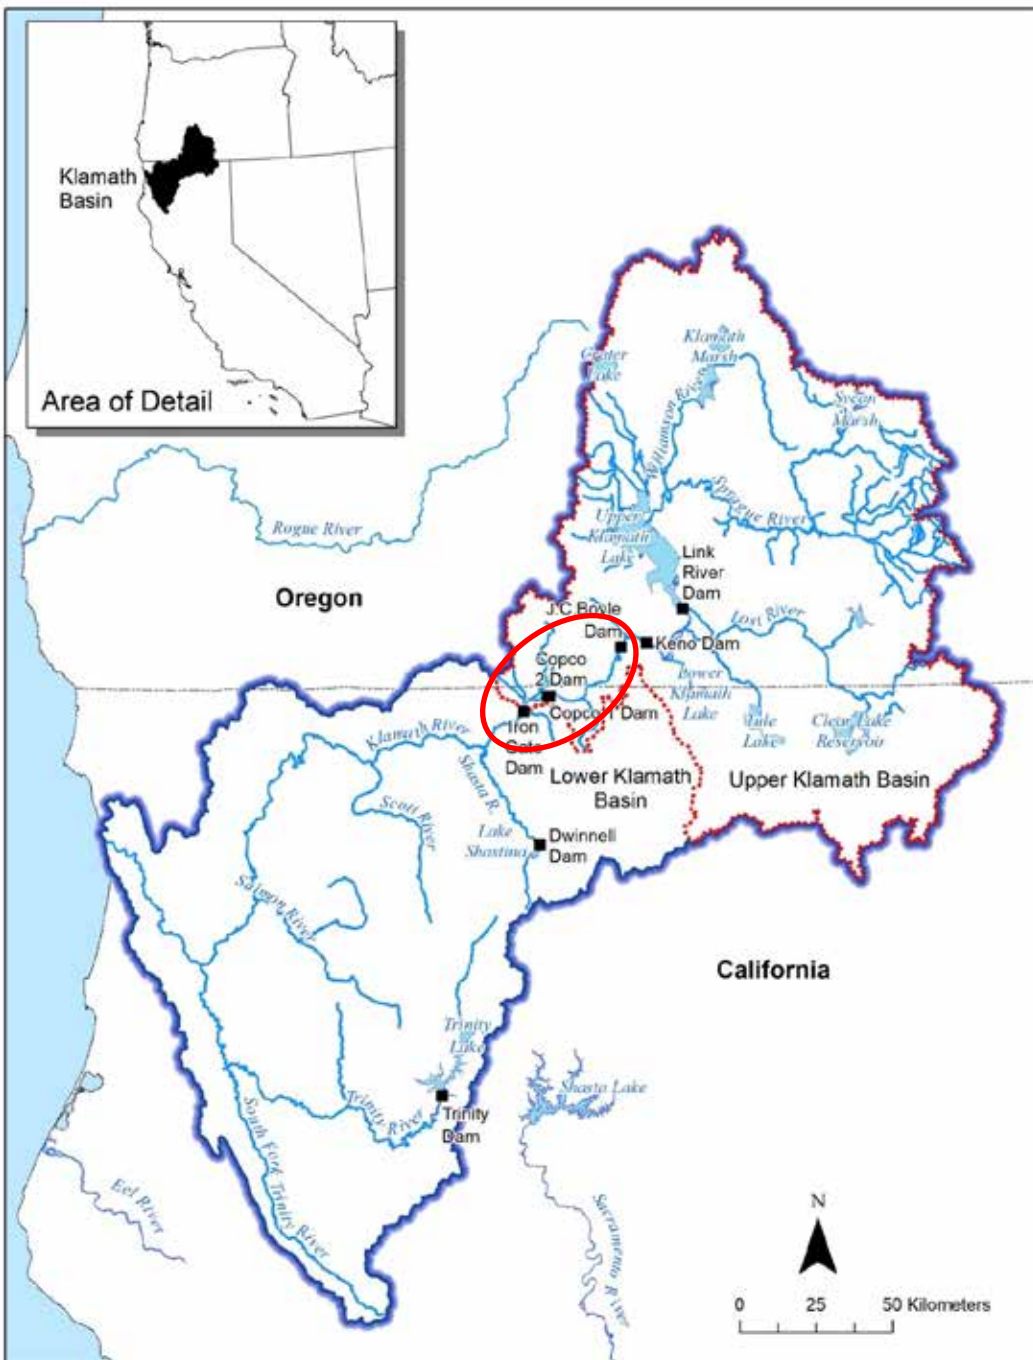 Klamath
Basin
Area of Detail
Crater
Lake
Klamath
Marsh
Williamson River
Sycan
Marsh
Sprague River
Upper
Klamath
Lake
Rogue River
Oregon
Link
River
Dam
Lost River
J.C Boyle
Dam
Keno Dam
Copco
2 Dam
Lower
Klamath
Lake
Copco 1 Dam
Iron
Gate
Dam
Tule
Lake
Clear Lake
Reservoir
Klamath River
Shasta R.
Lower Klamath
Basin
Upper Klamath Basin
Scott River
Lake
Shastina
Dwinnell
Dam
Salmon River
California
Trinity
Lake
Shasta Lake
Trinity River
Trinity
Dam
South Fork Trinity River
Eel River
Sacramento River
N
0 25 50 Kilometers